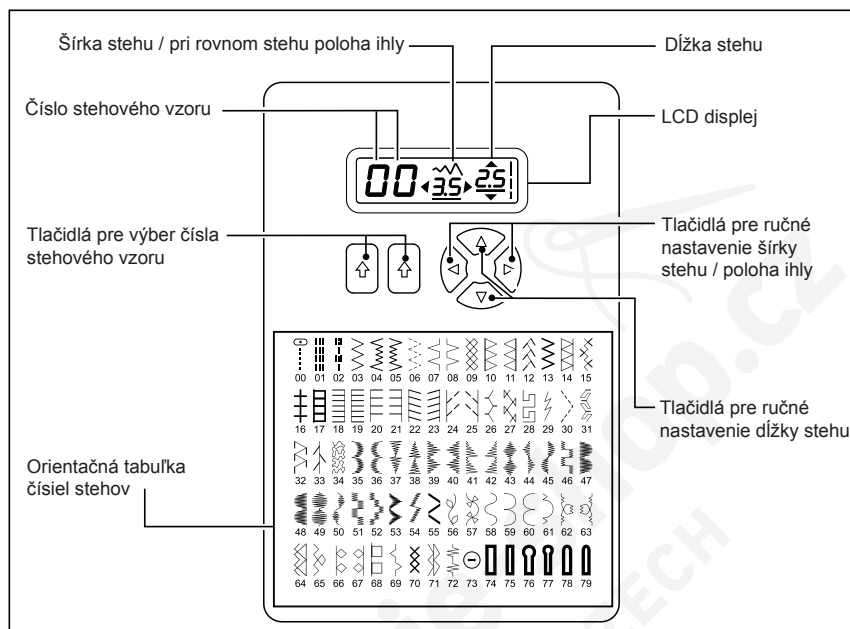 Šírka stehu / pri rovnom stehu poloha ihly
Dĺžka stehu
Číslo stehového vzoru
LCD displej
00 3.5 2.5
Tlačidlá pre výber čísla
stehového vzoru
Tlačidlá pre ručné
nastavenie šírky
stehu / poloha ihly
00 01 02 03 04 05 06 07 08 09 10 11 12 13 14 15
Tlačidlá pre ručné
nastavenie dĺžky stehu
16 17 18 19 20 21 22 23 24 25 26 27 28 29 30 31
Orientačná tabuľka
čísiel stehov
32 33 34 35 36 37 38 39 40 41 42 43 44 45 46 47
48 49 50 51 52 53 54 55 56 57 58 59 60 61 62 63
64 65 66 67 68 69 70 71 72 73 74 75 76 77 78 79